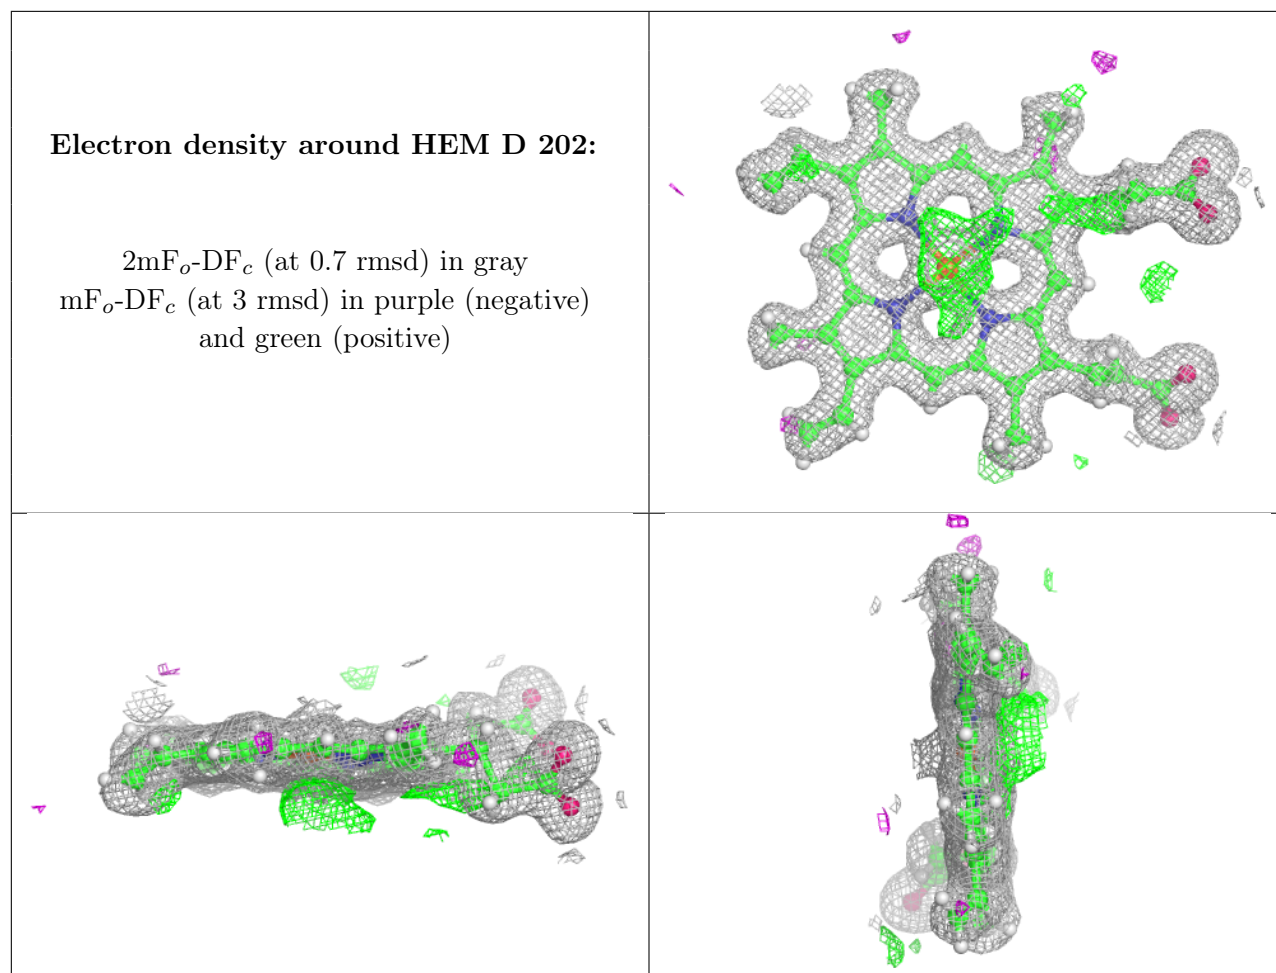 Electron density around HEM D 202:
2mFₒ-DF𝒸 (at 0.7 rmsd) in gray
mFₒ-DF𝒸 (at 3 rmsd) in purple (negative)
and green (positive)